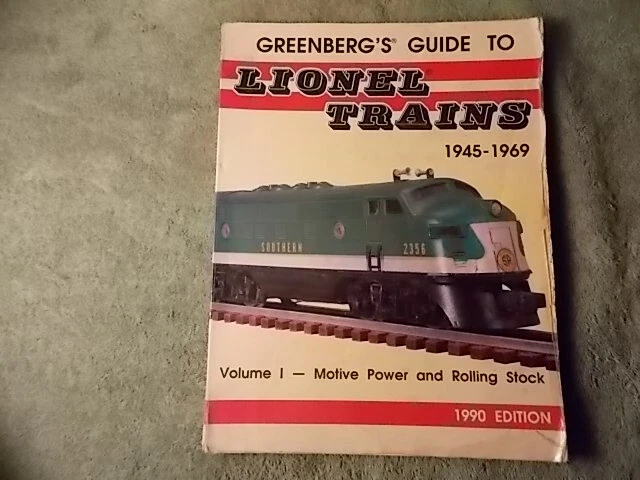 GREENBERG'S® GUIDE TO
LIONEL
TRAINS
1945-1969
SOUTHERN
2356
Volume I — Motive Power and Rolling Stock
1990 EDITION